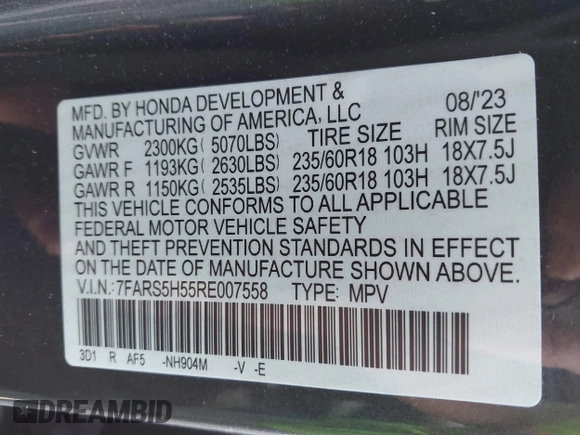 MFD. BY HONDA DEVELOPMENT & 08/'23
MANUFACTURING OF AMERICA, LLC
GVWR 2300KG ( 5070LBS) TIRE SIZE RIM SIZE
GAWR F 1193KG ( 2630LBS) 235/60R18 103H 18X7.5J
GAWR R 1150KG ( 2535LBS) 235/60R18 103H 18X7.5J
THIS VEHICLE CONFORMS TO ALL APPLICABLE
FEDERAL MOTOR VEHICLE SAFETY
AND THEFT PREVENTION STANDARDS IN EFFECT
ON THE DATE OF MANUFACTURE SHOWN ABOVE.
V.I.N.: 7FARS5H55RE007558 TYPE: MPV
3D1 R AF5 -NH904M -V -E
DREAMBID